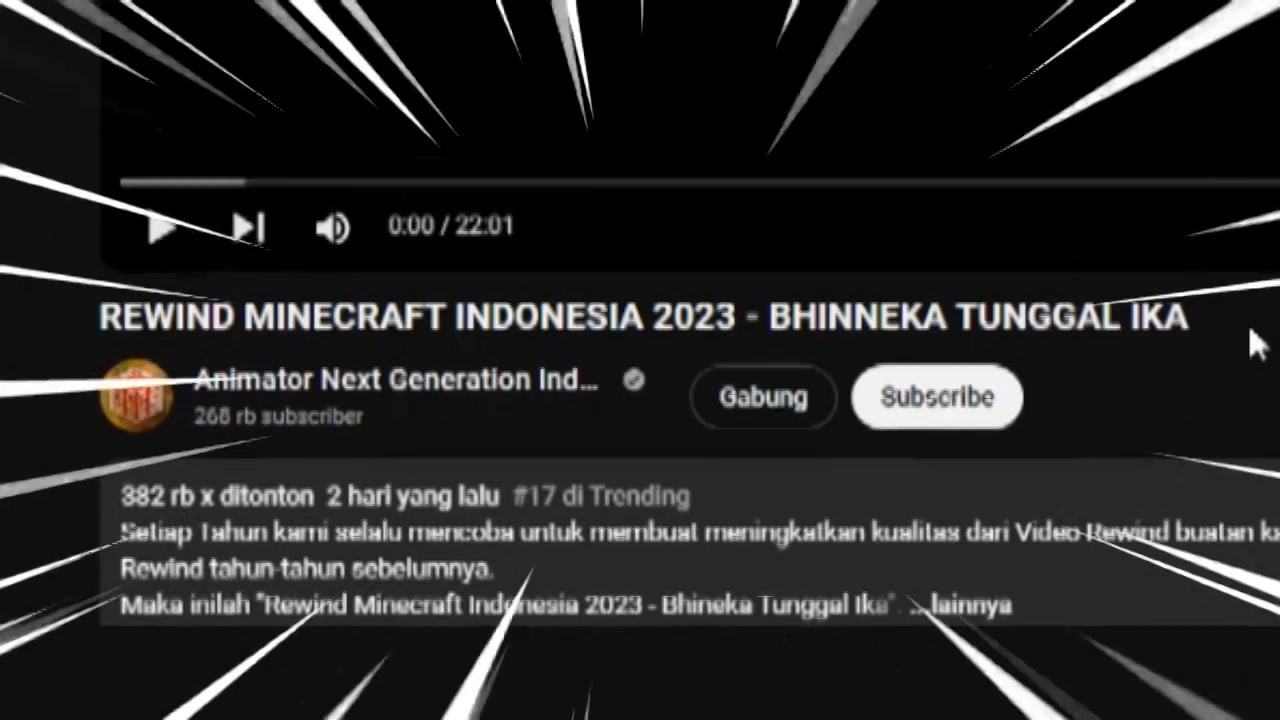 0:00 / 22:01
REWIND MINECRAFT INDONESIA 2023 - BHINNEKA TUNGGAL IKA
Animator Next Generation Ind...
268 rb subscriber
Gabung
Subscribe
382 rb x ditonton 2 hari yang lalu #17 di Trending
Setiap Tahun kami selalu mencoba untuk membuat meningkatkan kualitas dari Video Rewind buatan
Rewind tahun-tahun sebelumnya.
Maka inilah "Rewind Minecraft Indonesia 2023 - Bhineka Tunggal Ika". ...lainnya